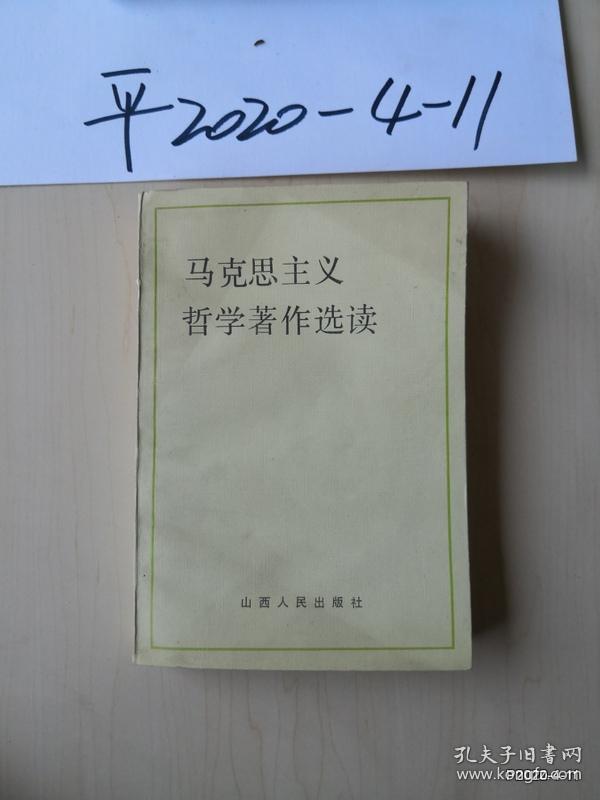 平2020-4-11
马克思主义
哲学著作选读
山西人民出版社
孔夫子旧书网